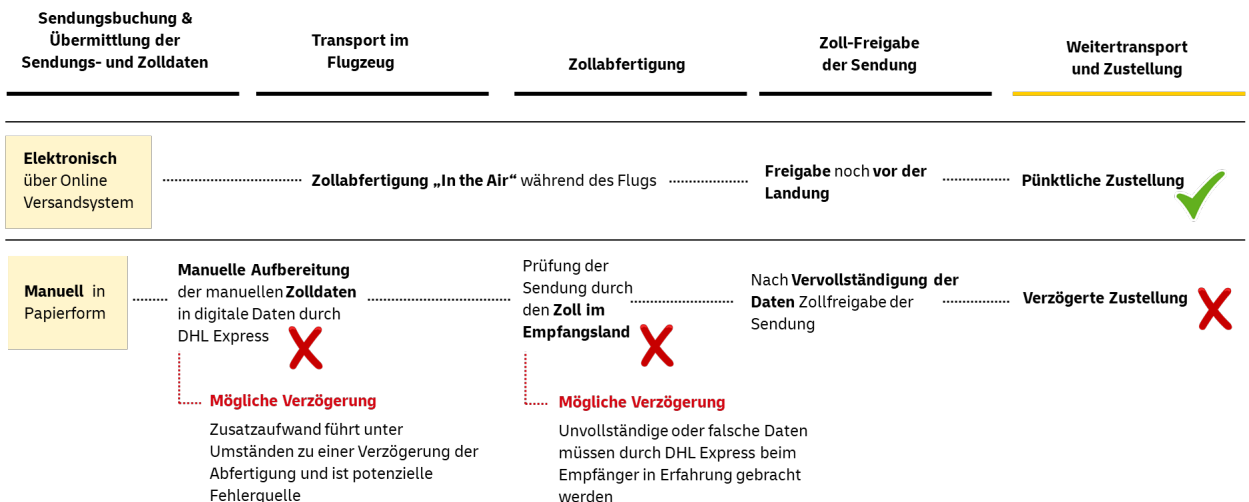 Sendungsbuchung &
Übermittlung der
Sendungs- und Zolldaten
Transport im
Flugzeug
Zollabfertigung
Zoll-Freigabe
der Sendung
Weitertransport
und Zustellung
Elektronisch
über Online
Versandsystem
Zollabfertigung „In the Air“ während des Flugs
Freigabe noch vor der
Landung
Pünktliche Zustellung
Manuell in
Papierform
Manuelle Aufbereitung
der manuellen Zolldaten
in digitale Daten durch
DHL Express
Prüfung der
Sendung durch
den Zoll im
Empfangsland
Nach Vervollständigung der
Daten Zollfreigabe der
Sendung
Verzögerte Zustellung
Mögliche Verzögerung
Zusatzaufwand führt unter
Umständen zu einer Verzögerung der
Abfertigung und ist potenzielle
Fehlerquelle
Mögliche Verzögerung
Unvollständige oder falsche Daten
müssen durch DHL Express beim
Empfänger in Erfahrung gebracht
werden